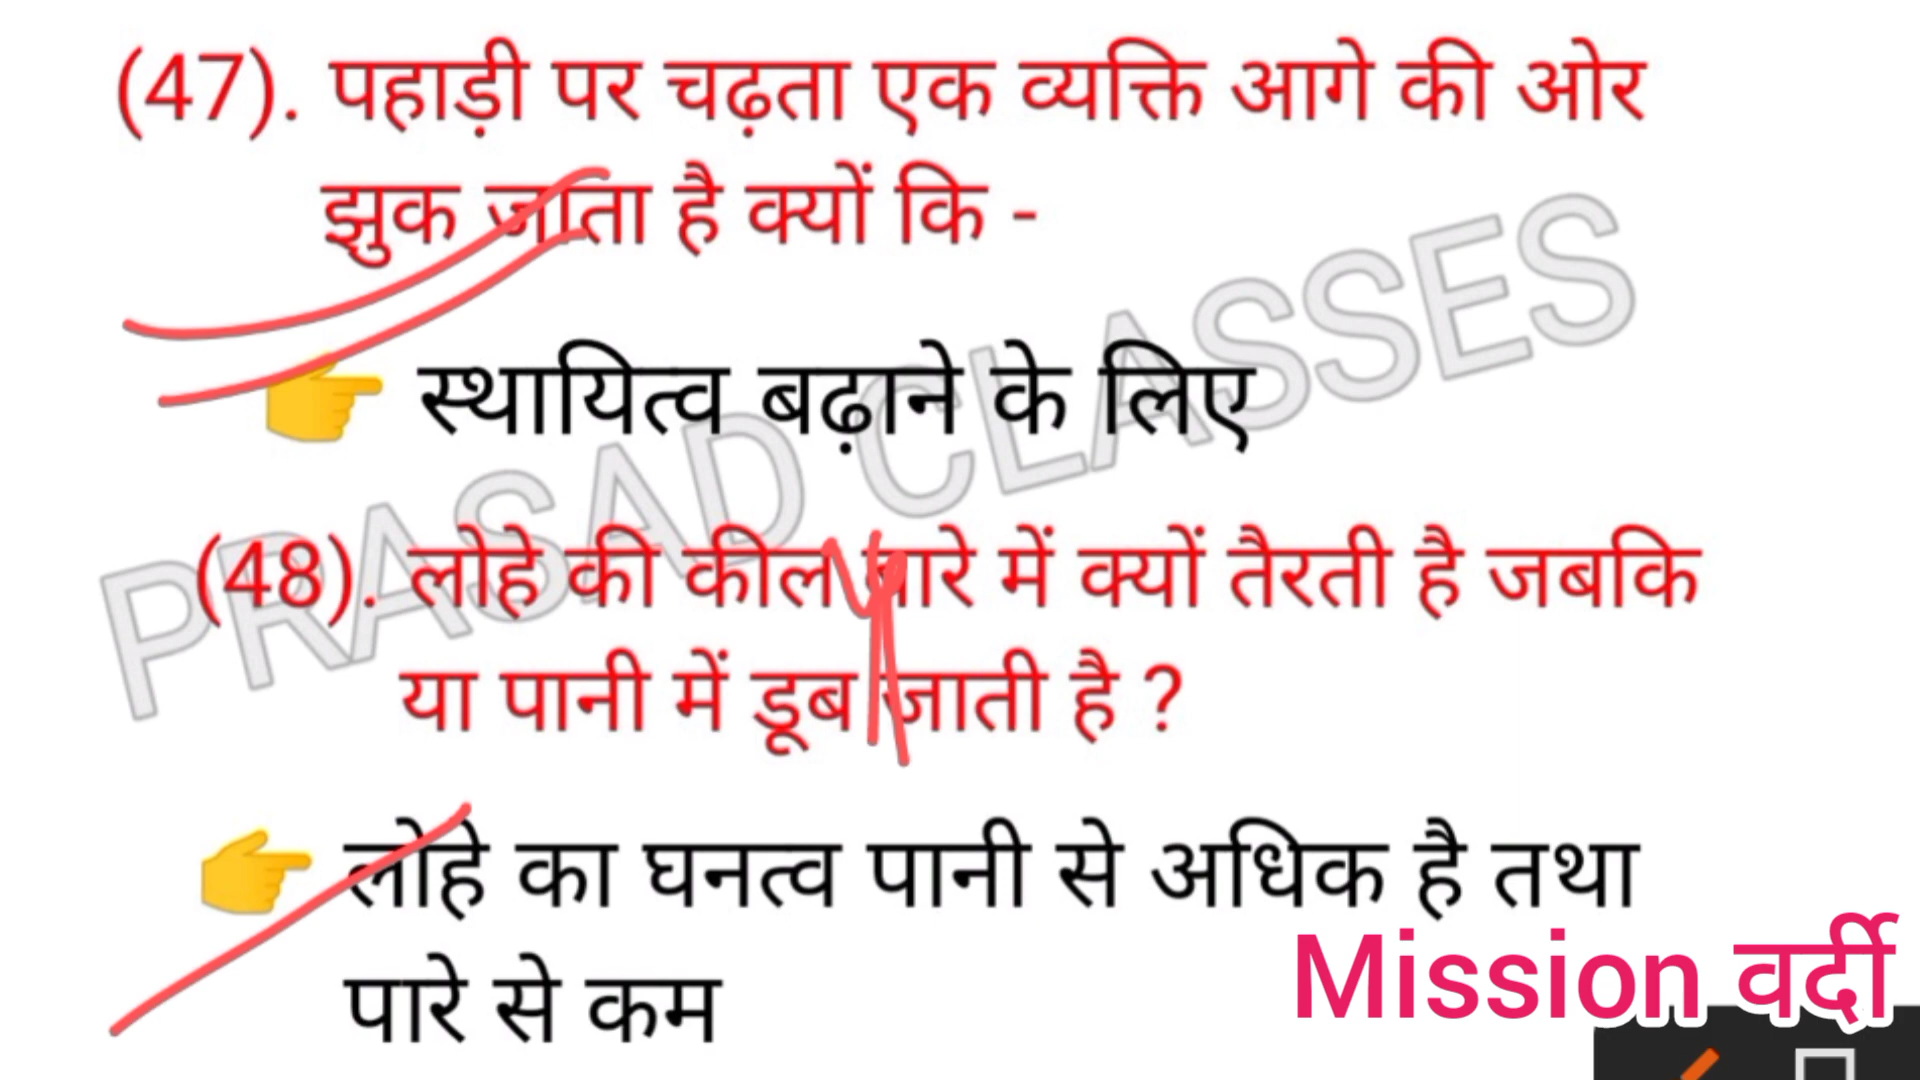 (47). पहाड़ी पर चढ़ता एक व्यक्ति आगे की ओर
झुक जाता है क्यों कि -
👉 स्थायित्व बढ़ाने के लिए
PRASAD CLASSES
(48). लोहे की कील पारे में क्यों तैरती है जबकि
या पानी में डूब जाती है ?
👉 लोहे का घनत्व पानी से अधिक है तथा
पारे से कम
Mission वर्दी